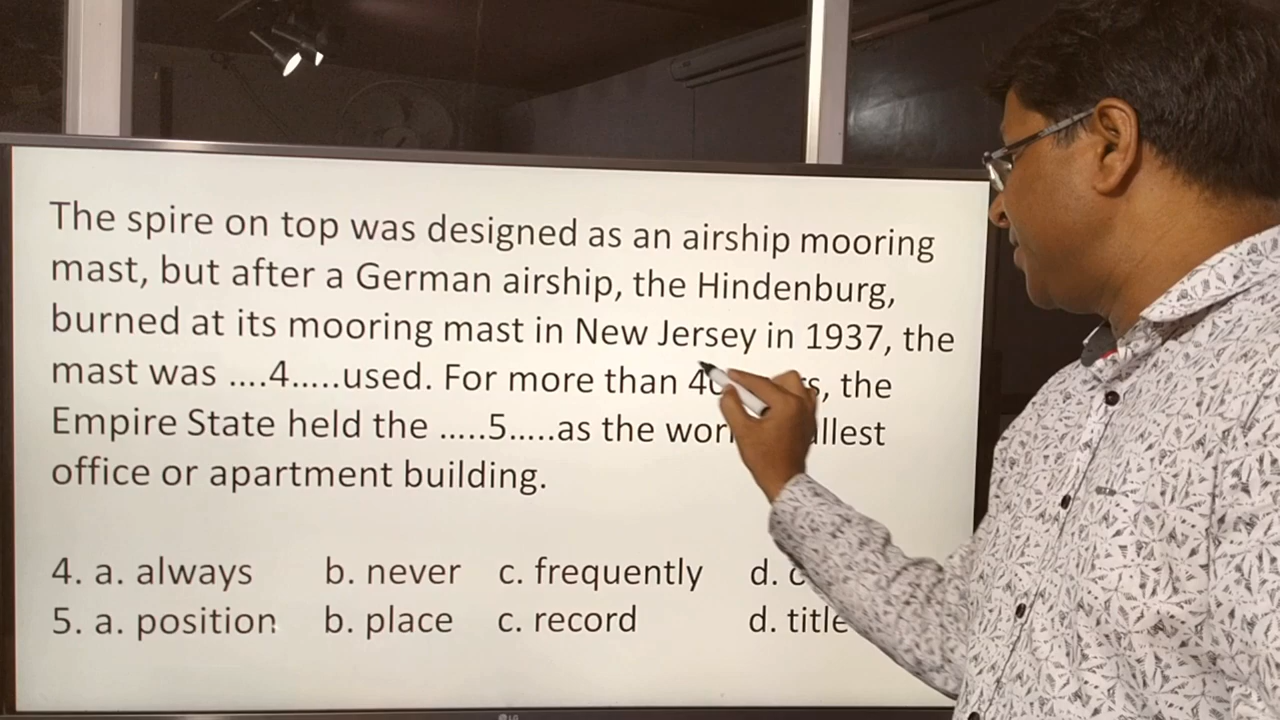 The spire on top was designed as an airship mooring
mast, but after a German airship, the Hindenburg,
burned at its mooring mast in New Jersey in 1937, the
mast was ....4.....used. For more than the
Empire State held the .....5.....as the
office or apartment building.
4. a. always b. never c. frequently d.
5. a. position b. place c. record d. title
LG